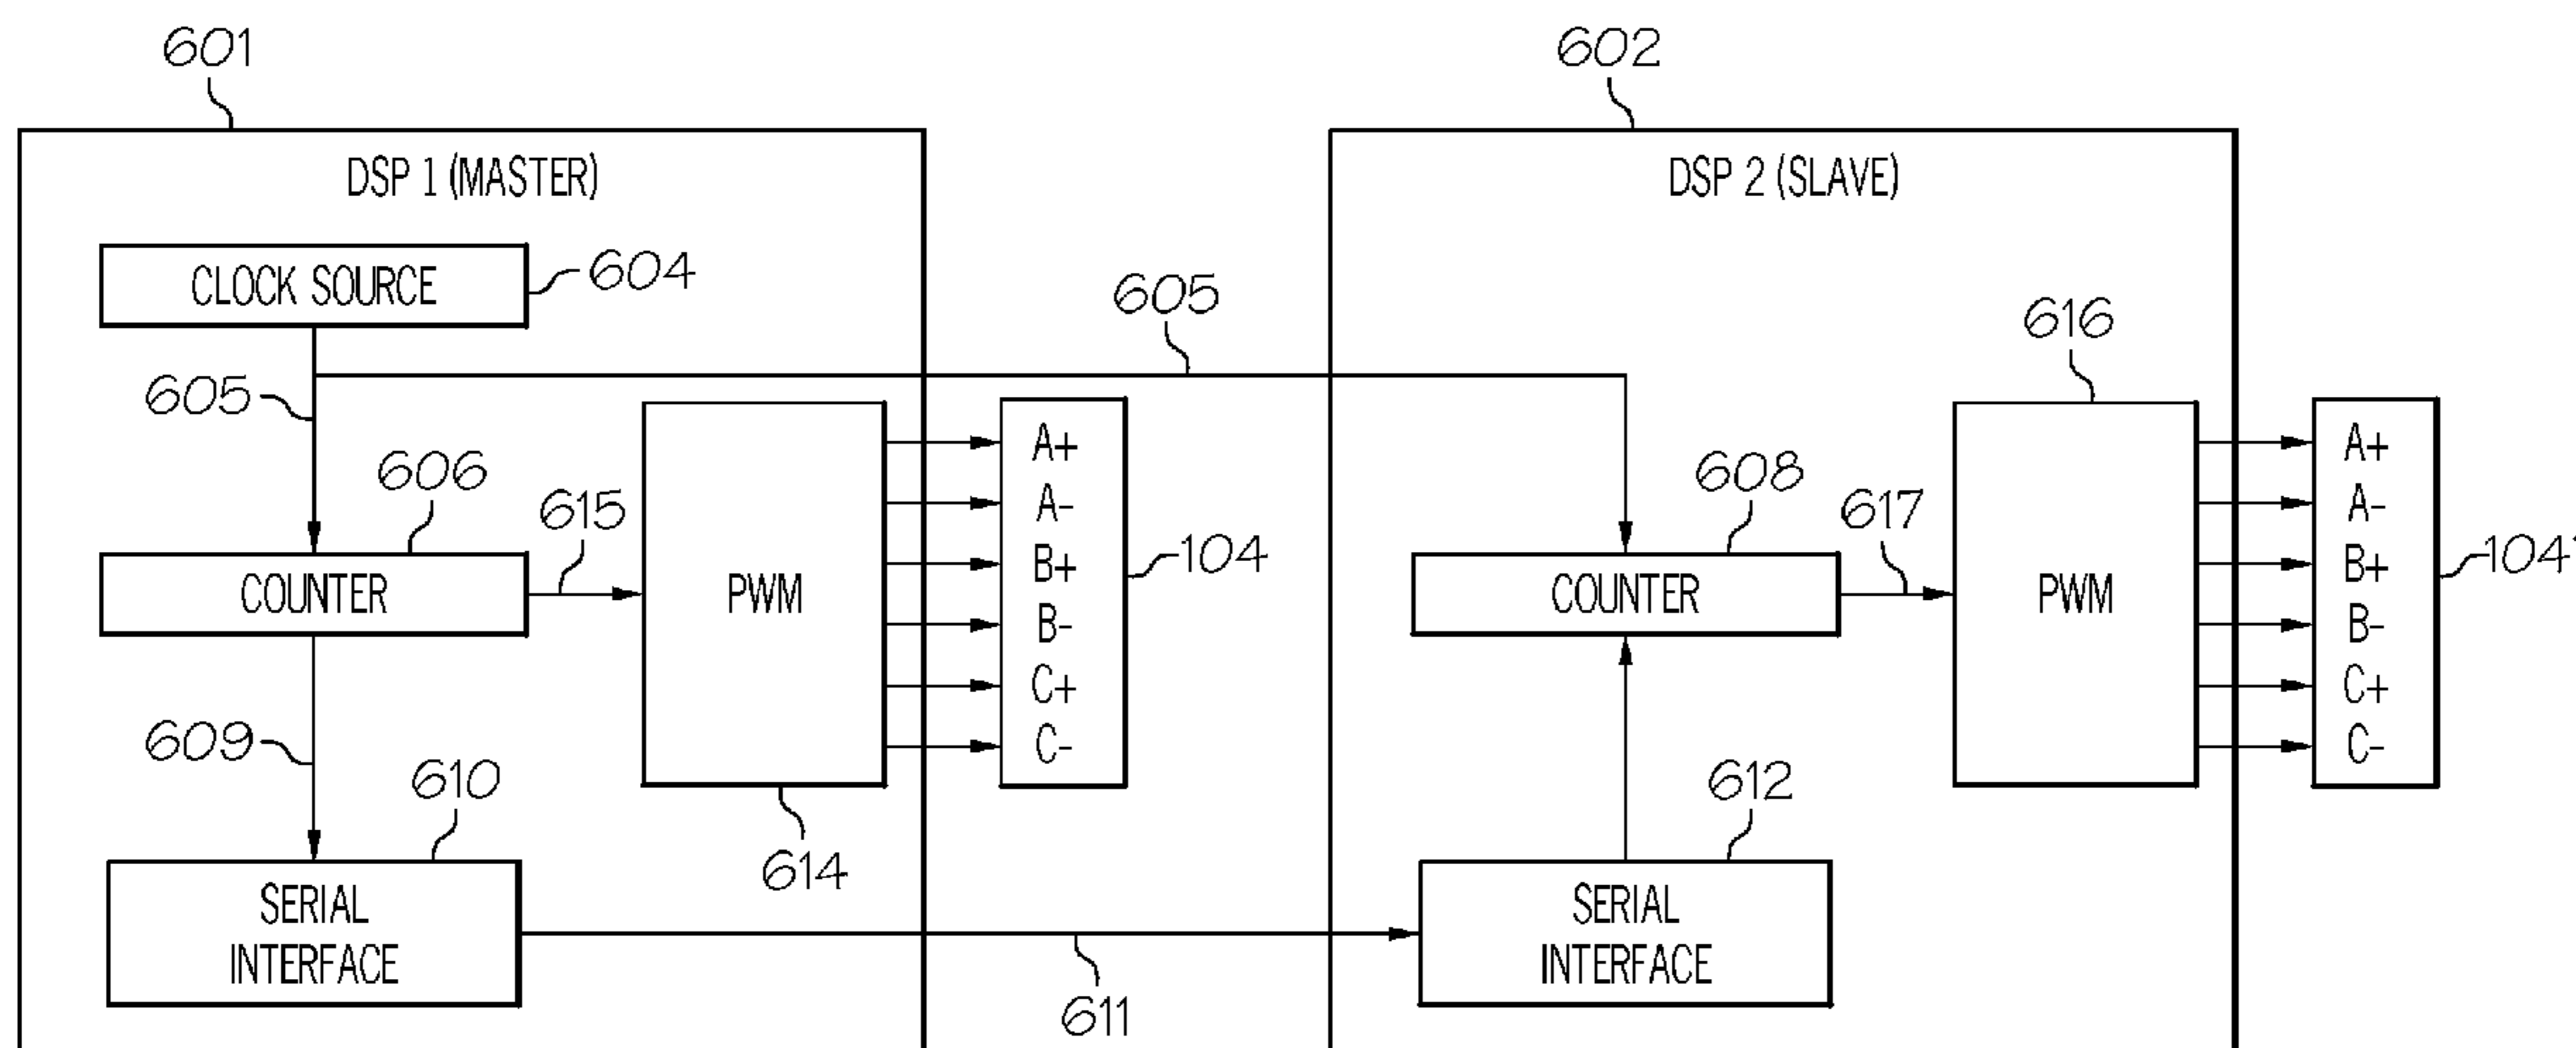 601
602
DSP 1 (MASTER)
DSP 2 (SLAVE)
CLOCK SOURCE
604
605
605
616
606
615
608
617
COUNTER
PWM
A+
A-
B+
B-
C+
C-
104
COUNTER
PWM
A+
A-
B+
B-
C+
C-
104'
609
610
614
612
SERIAL
INTERFACE
611
SERIAL
INTERFACE